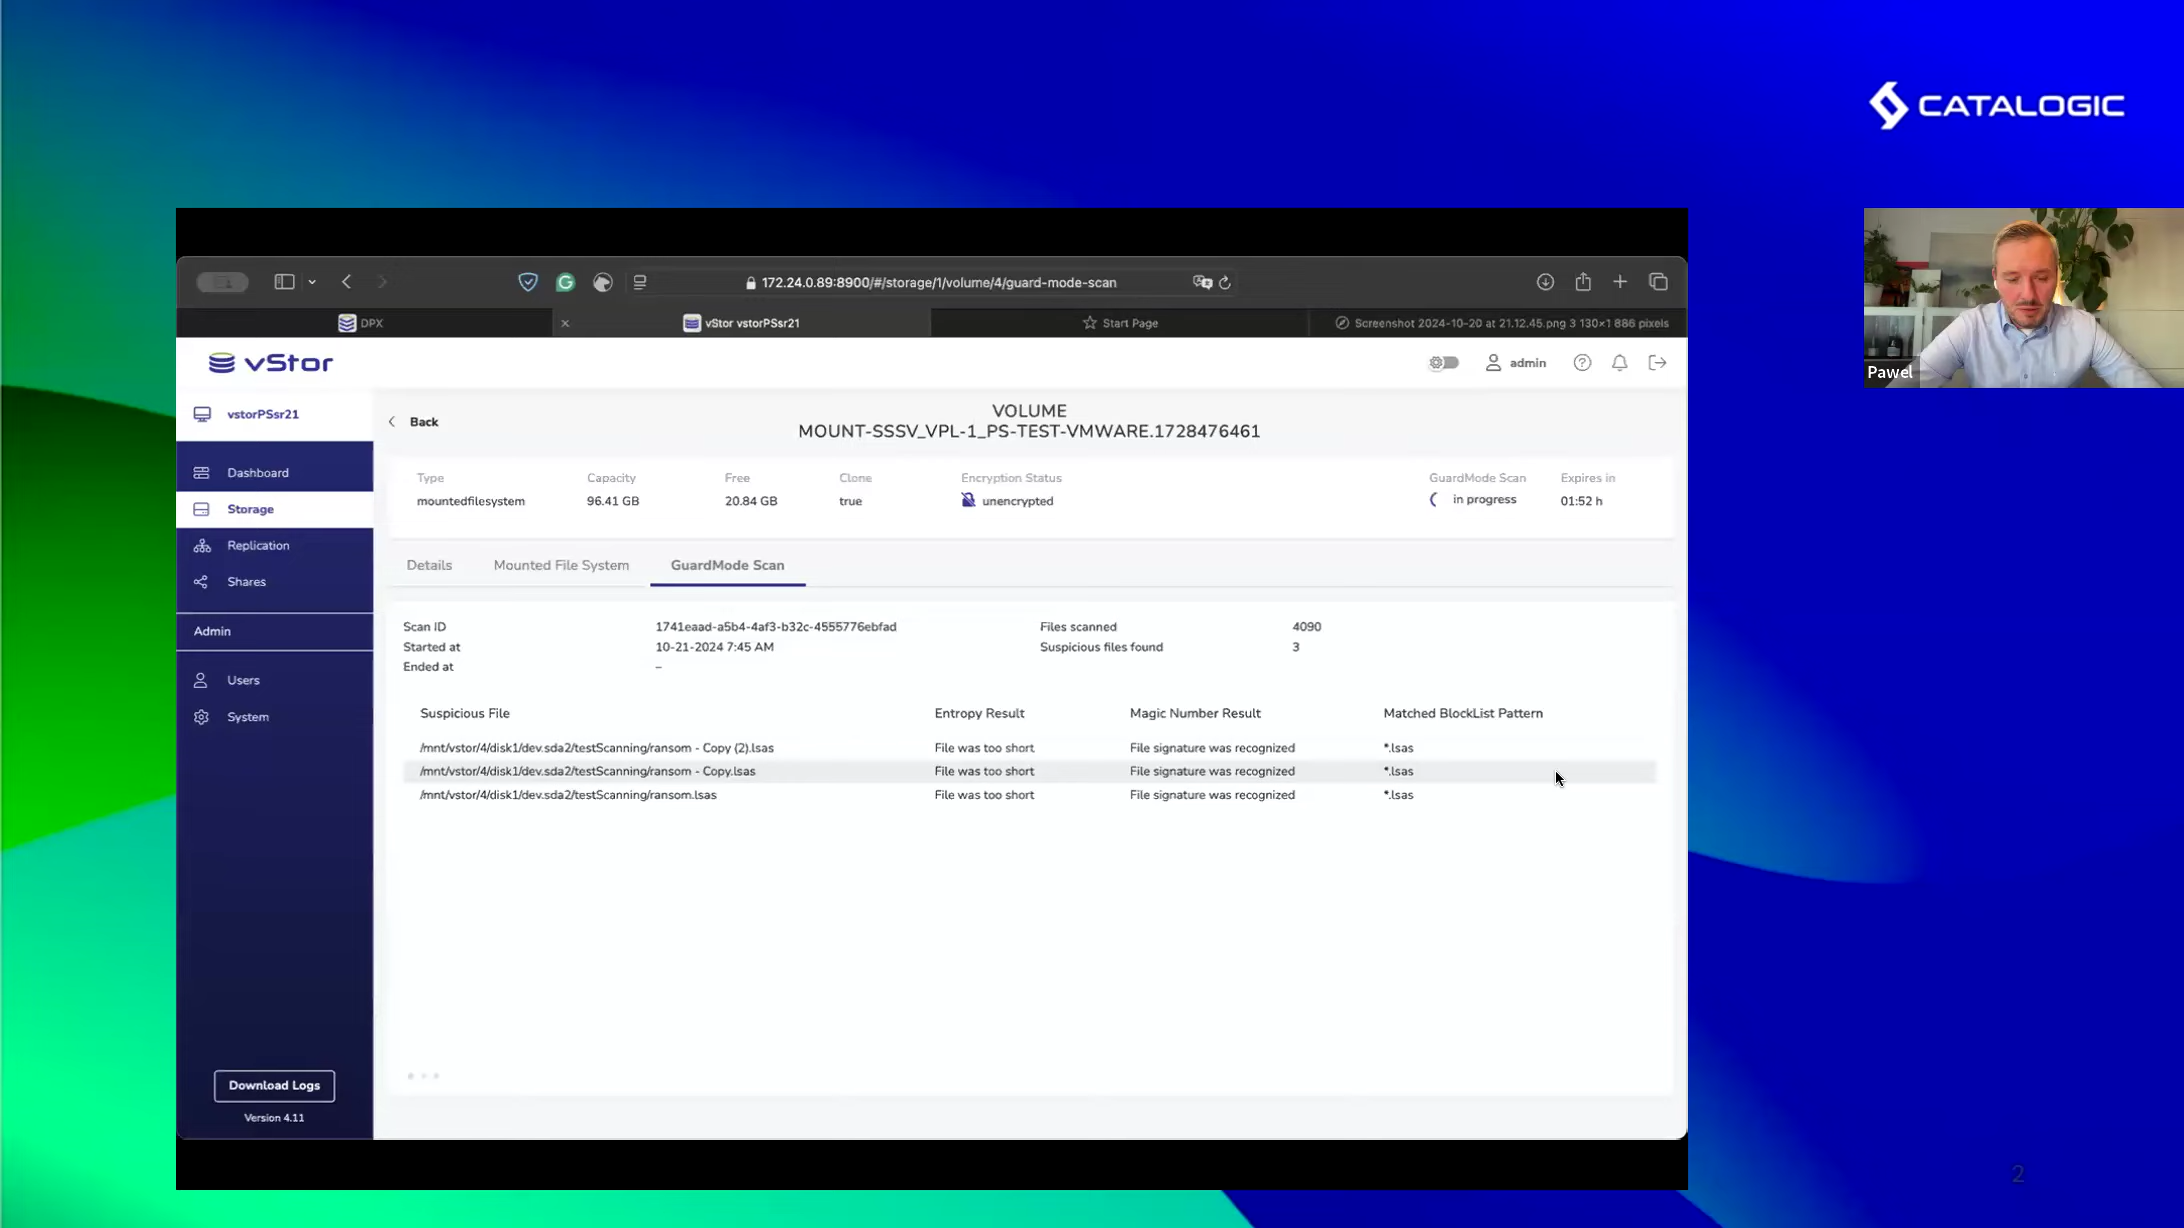 CATALOGIC
172.24.0.89:8900/#/storage/1/volume/4/guard-mode-scan
DPX
vStor vstorPSsr21
Start Page
Screenshot 2024-10-20 at 21.12.45.png 3 130×1 886 pixels
vStor
admin
Pawel
vstorPSsr21
Back
VOLUME
MOUNT-SSSV_VPL-1_PS-TEST-VMWARE.1728476461
Dashboard
Storage
Replication
Shares
Admin
Users
System
Download Logs
Version 4.11
Type Capacity Free Clone Encryption Status GuardMode Scan Expires in
mountedfilesystem 96.41 GB 20.84 GB true unencrypted in progress 01:52 h
Details Mounted File System GuardMode Scan
Scan ID 1741eaad-a5b4-4af3-b32c-4555776ebfad Files scanned 4090
Started at 10-21-2024 7:45 AM Suspicious files found 3
Ended at –
Suspicious File Entropy Result Magic Number Result Matched BlockList Pattern
/mnt/vstor/4/disk1/dev.sda2/testScanning/ransom - Copy (2).lsas File was too short File signature was recognized *.lsas
/mnt/vstor/4/disk1/dev.sda2/testScanning/ransom - Copy.lsas File was too short File signature was recognized *.lsas
/mnt/vstor/4/disk1/dev.sda2/testScanning/ransom.lsas File was too short File signature was recognized *.lsas
2